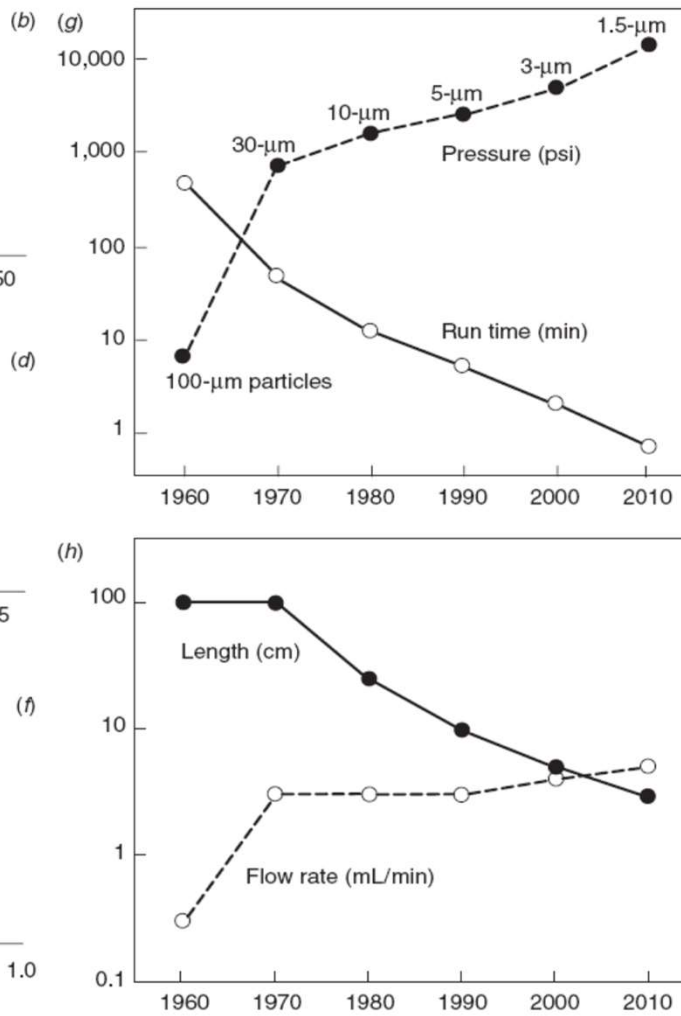 (b) (g)
1.5-μm
10,000
3-μm
5-μm
10-μm
30-μm
1,000
Pressure (psi)
100
50
Run time (min)
10
(d)
100-μm particles
1
1960 1970 1980 1990 2000 2010
(h)
100
5
Length (cm)
(f)
10
1
Flow rate (mL/min)
1.0
0.1
1960 1970 1980 1990 2000 2010